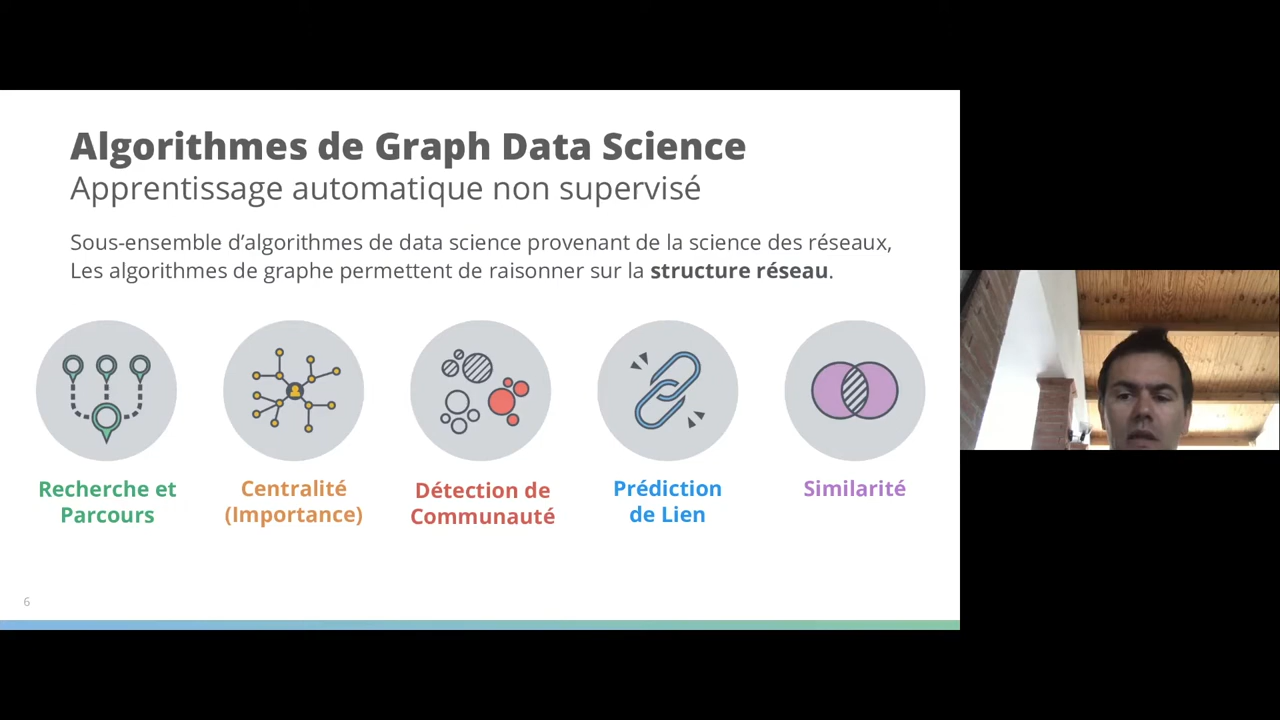 Algorithmes de Graph Data Science
Apprentissage automatique non supervisé
Sous-ensemble d’algorithmes de data science provenant de la science des réseaux,
Les algorithmes de graphe permettent de raisonner sur la structure réseau.
Recherche et
Parcours
Centralité
(Importance)
Détection de
Communauté
Prédiction
de Lien
Similarité
6